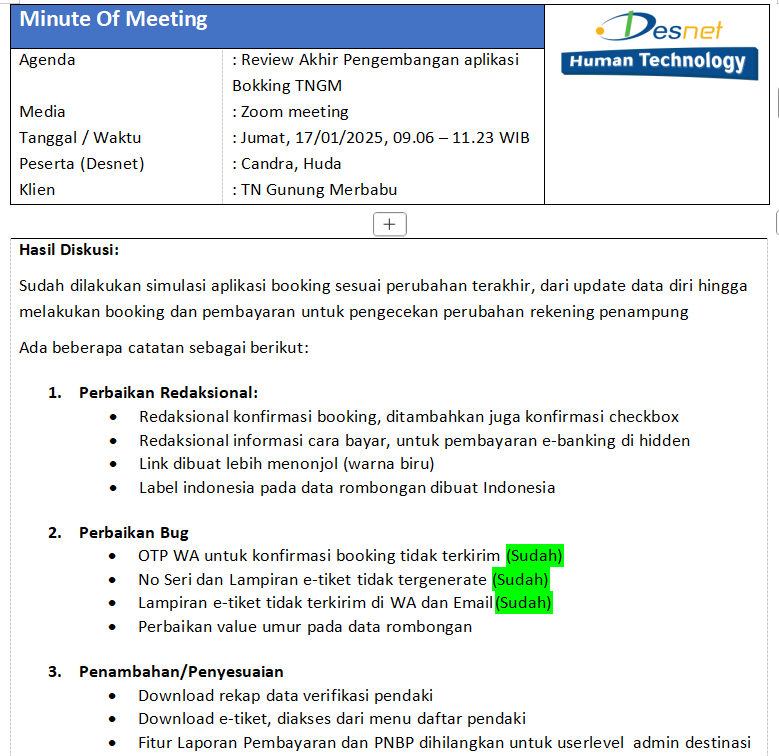 Minute Of Meeting
Desnet
Human Technology
Agenda : Review Akhir Pengembangan aplikasi
Bokking TNGM
Media : Zoom meeting
Tanggal / Waktu : Jumat, 17/01/2025, 09.06 – 11.23 WIB
Peserta (Desnet) : Candra, Huda
Klien : TN Gunung Merbabu
+
Hasil Diskusi:
Sudah dilakukan simulasi aplikasi booking sesuai perubahan terakhir, dari update data diri hingga
melakukan booking dan pembayaran untuk pengecekan perubahan rekening penampung
Ada beberapa catatan sebagai berikut:
1. Perbaikan Redaksional:
• Redaksional konfirmasi booking, ditambahkan juga konfirmasi checkbox
• Redaksional informasi cara bayar, untuk pembayaran e-banking di hidden
• Link dibuat lebih menonjol (warna biru)
• Label indonesia pada data rombongan dibuat Indonesia
2. Perbaikan Bug
• OTP WA untuk konfirmasi booking tidak terkirim (Sudah)
• No Seri dan Lampiran e-tiket tidak tergenerate (Sudah)
• Lampiran e-tiket tidak terkirim di WA dan Email (Sudah)
• Perbaikan value umur pada data rombongan
3. Penambahan/Penyesuaian
• Download rekap data verifikasi pendaki
• Download e-tiket, diakses dari menu daftar pendaki
• Fitur Laporan Pembayaran dan PNBP dihilangkan untuk userlevel admin destinasi